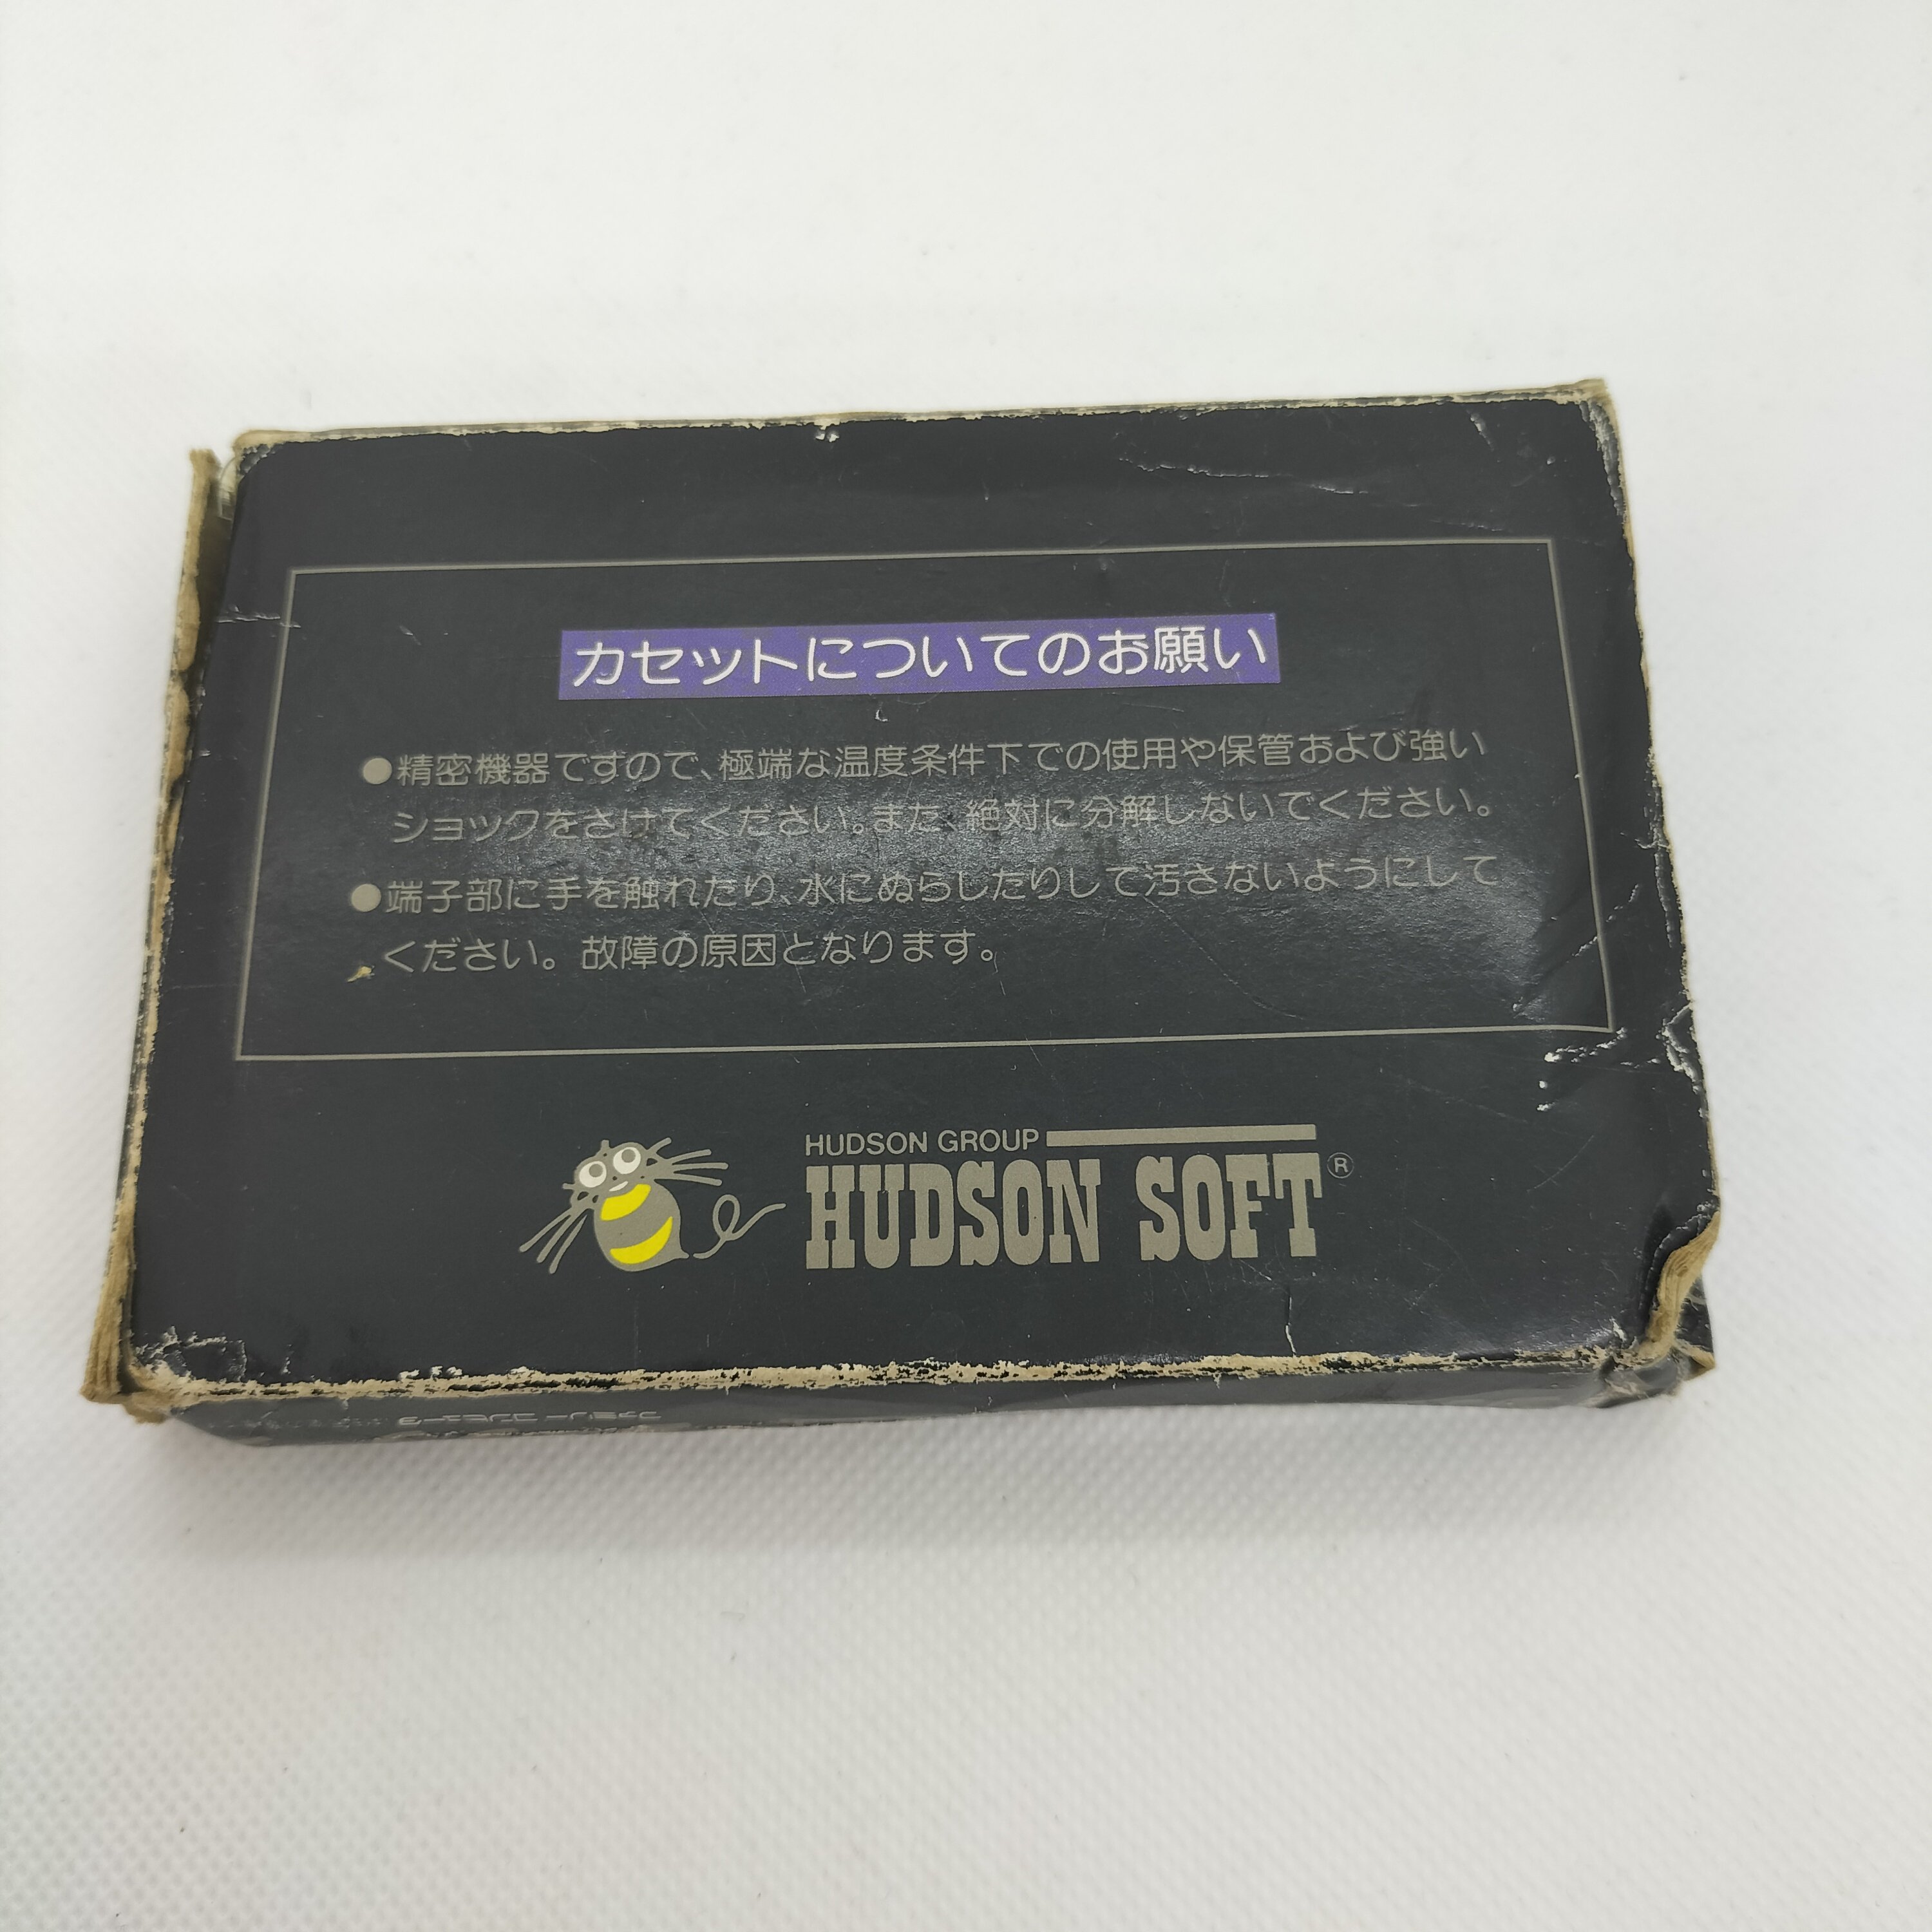 カセットについてのお願い
●精密機器ですので、極端な温度条件下での使用や保管および強い
ショックをさけてください。また、絶対に分解しないでください。
●端子部に手を触れたり、水にぬらしたりして汚さないようにして
ください。故障の原因となります。
HUDSON GROUP
HUDSON SOFT®